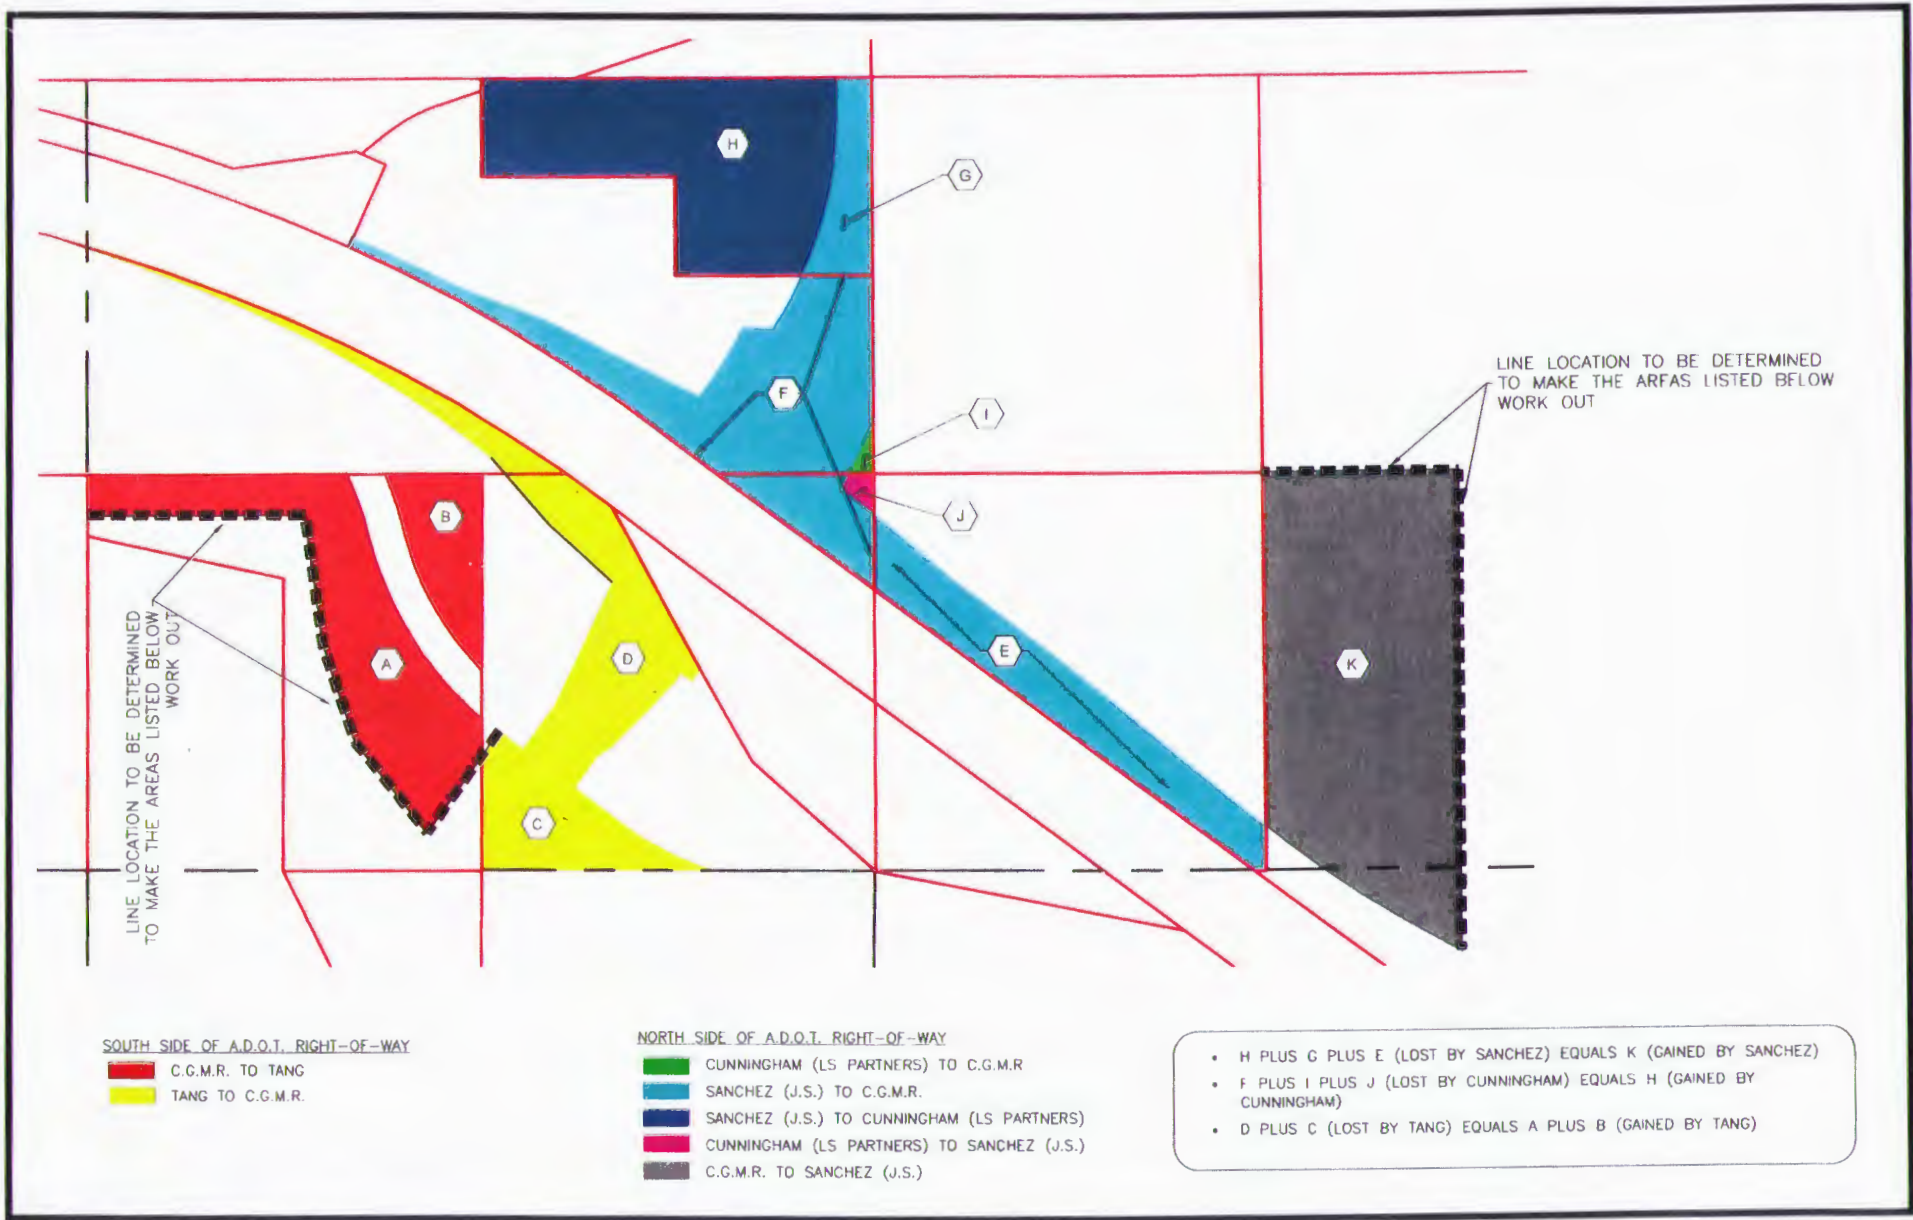 H
G
LINE LOCATION TO BE DETERMINED
TO MAKE THE AREAS LISTED BELOW
WORK OUT
F
I
B
J
A
D
E
K
C
LINE LOCATION TO BE DETERMINED
TO MAKE THE AREAS LISTED BELOW
WORK OUT
SOUTH SIDE OF A.D.O.T. RIGHT-OF-WAY
C.G.M.R. TO TANG
TANG TO C.G.M.R.
NORTH SIDE OF A.D.O.T. RIGHT-OF-WAY
CUNNINGHAM (LS PARTNERS) TO C.G.M.R
SANCHEZ (J.S.) TO C.G.M.R.
SANCHEZ (J.S.) TO CUNNINGHAM (LS PARTNERS)
CUNNINGHAM (LS PARTNERS) TO SANCHEZ (J.S.)
C.G.M.R. TO SANCHEZ (J.S.)
• H PLUS G PLUS E (LOST BY SANCHEZ) EQUALS K (GAINED BY SANCHEZ)
• F PLUS I PLUS J (LOST BY CUNNINGHAM) EQUALS H (GAINED BY
CUNNINGHAM)
• D PLUS C (LOST BY TANG) EQUALS A PLUS B (GAINED BY TANG)